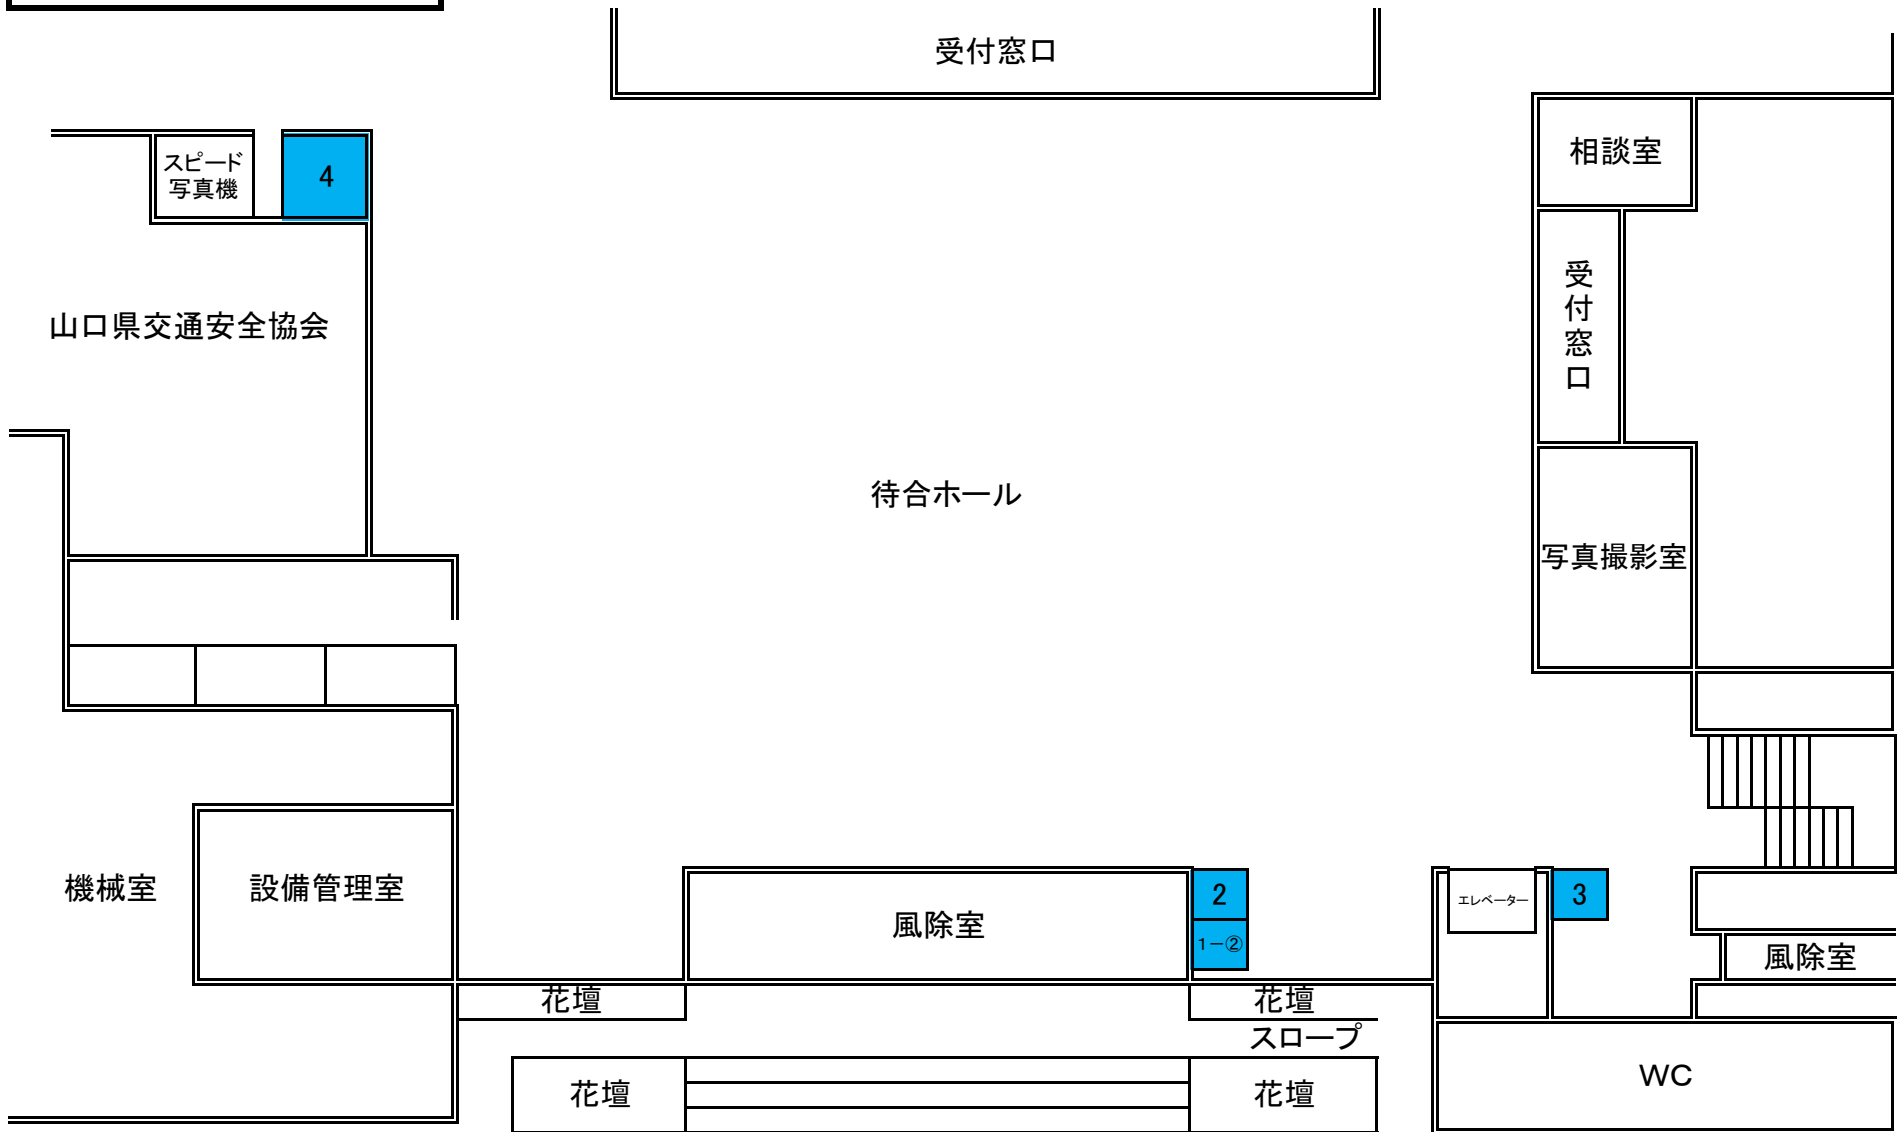 受付窓口
相談室
スピード
写真機
4
受付窓口
山口県交通安全協会
待合ホール
写真撮影室
機械室
設備管理室
風除室
2
1－②
エレベーター
3
風除室
花壇
花壇
スロープ
花壇
花壇
WC